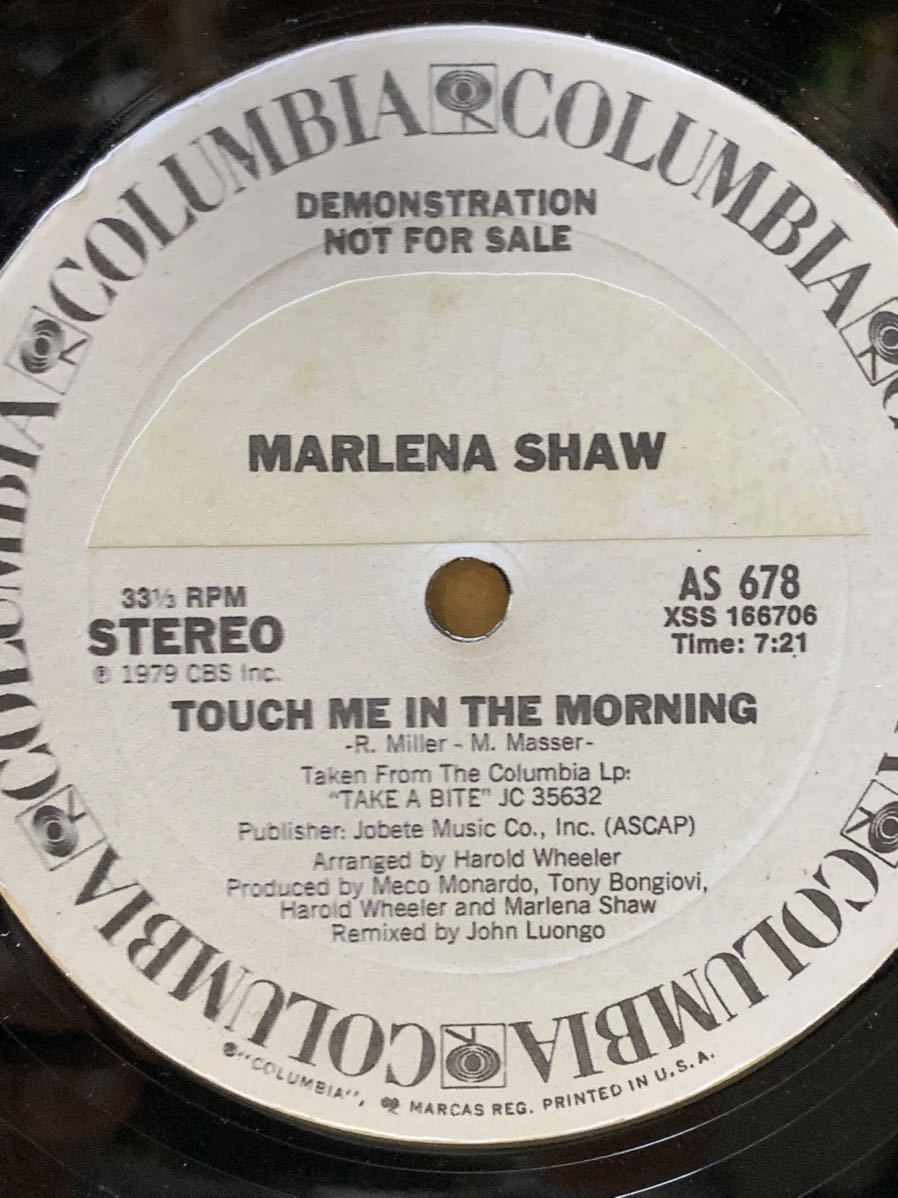 COLUMBIA COLUMBIA COLUMBIA COLUMBIA COLUMBIA COLUMBIA
DEMONSTRATION
NOT FOR SALE
MARLENA SHAW
33⅓ RPM
STEREO
℗ 1979 CBS Inc.
AS 678
XSS 166706
Time: 7:21
TOUCH ME IN THE MORNING
-R. Miller - M. Masser-
Taken From The Columbia Lp:
"TAKE A BITE" JC 35632
Publisher: Jobete Music Co., Inc. (ASCAP)
Arranged by Harold Wheeler
Produced by Meco Monardo, Tony Bongiovi,
Harold Wheeler and Marlena Shaw
Remixed by John Luongo
®"COLUMBIA", MARCAS REG. PRINTED IN U.S.A.